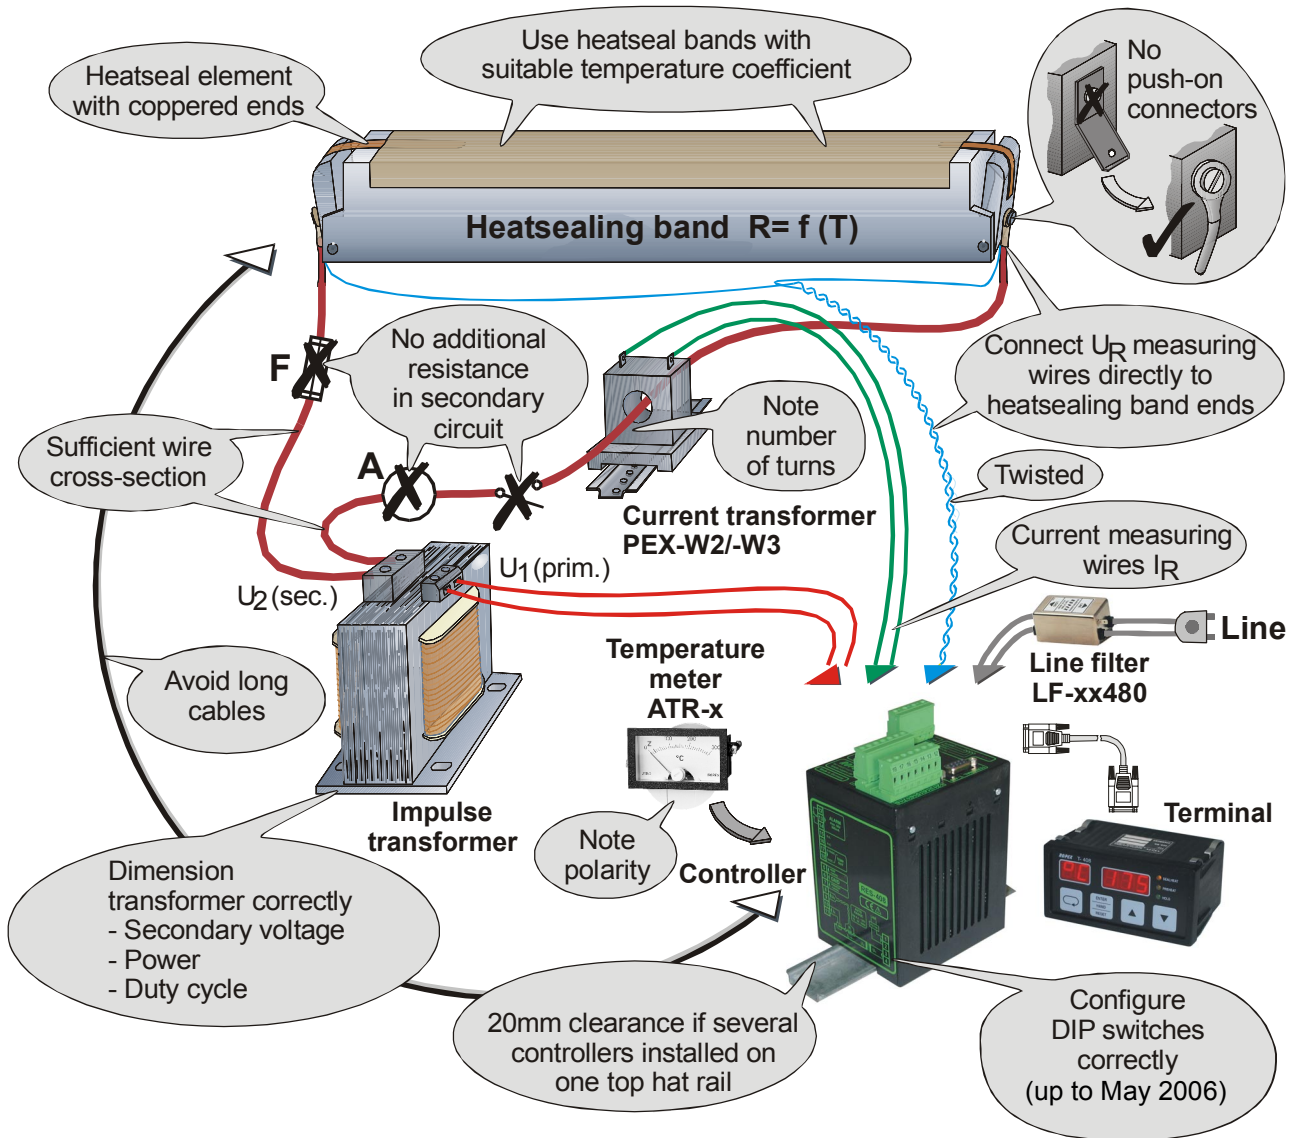 Use heatseal bands with
suitable temperature coefficient
Heatseal element
with coppered ends
No
push-on
connectors
Heatsealing band R= f (T)
No additional
resistance
in secondary
circuit
F
A
Note
number
of turns
Connect UR measuring
wires directly to
heatsealing band ends
Sufficient wire
cross-section
Twisted
Current transformer
PEX-W2/-W3
Current measuring
wires IR
U1 (prim.)
U2 (sec.)
Line
Line filter
LF-xx480
Temperature
meter
ATR-x
°C
Avoid long
cables
Impulse
transformer
Note
polarity
Controller
Terminal
T-408
°C 175
RES-408
Dimension
transformer correctly
- Secondary voltage
- Power
- Duty cycle
20mm clearance if several
controllers installed on
one top hat rail
Configure
DIP switches
correctly
(up to May 2006)